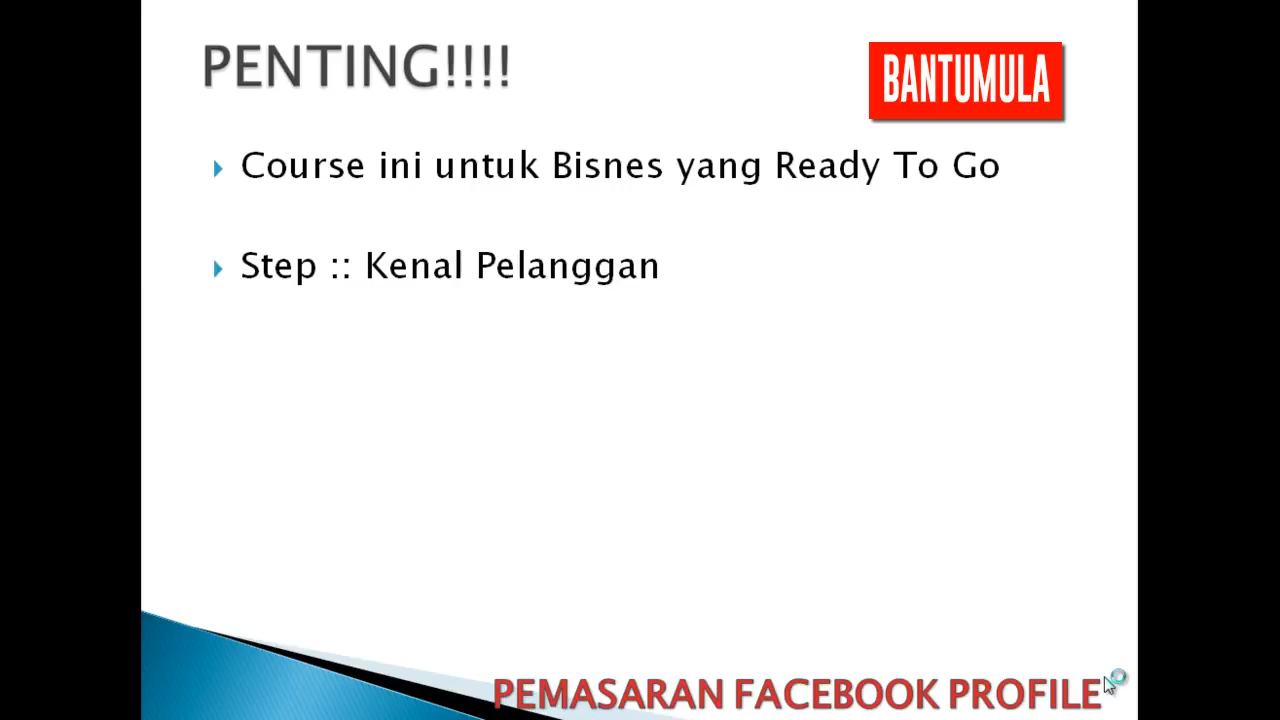 PENTING!!!!
BANTUMULA
Course ini untuk Bisnes yang Ready To Go
Step :: Kenal Pelanggan
PEMASARAN FACEBOOK PROFILE